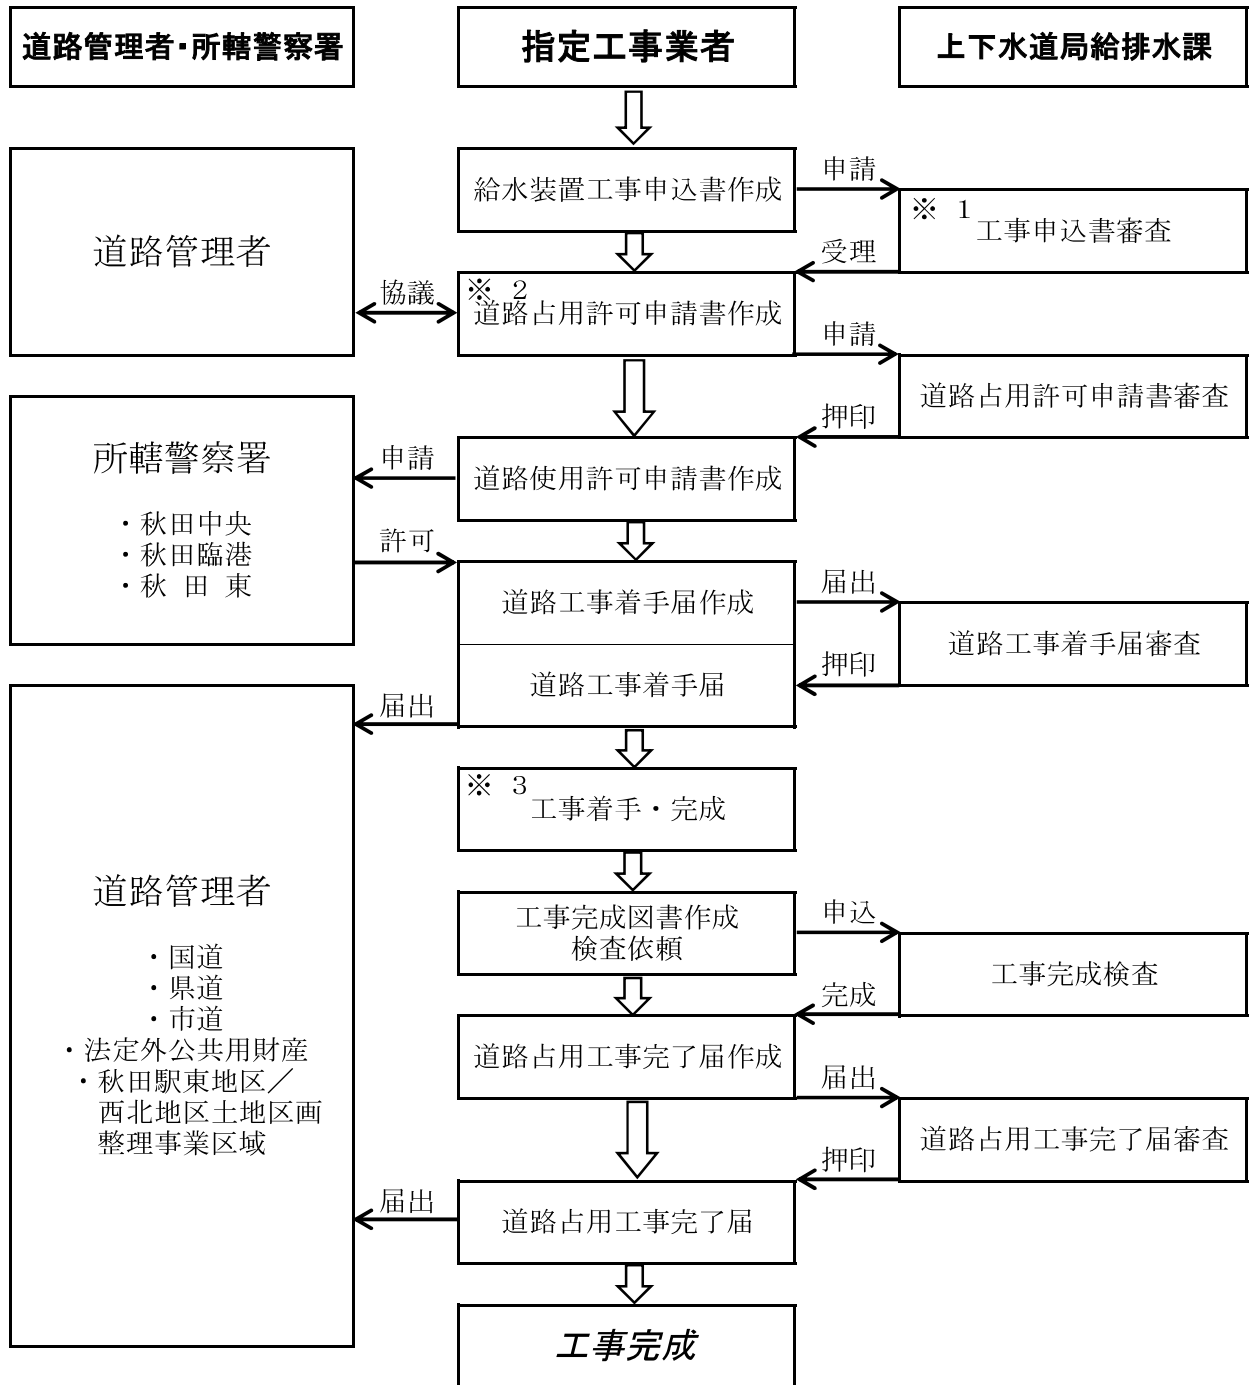 道路管理者・所轄警察署
指定工事業者
上下水道局給排水課
給水装置工事申込書作成
申請
※ 1
工事申込書審査
受理
道路管理者
協議
※ 2
道路占用許可申請書作成
申請
道路占用許可申請書審査
押印
所轄警察署
・秋田中央
・秋田臨港
・秋 田 東
申請
道路使用許可申請書作成
許可
道路工事着手届作成
届出
道路工事着手届審査
押印
道路工事着手届
届出
※ 3
工事着手・完成
道路管理者
・国道
・県道
・市道
・法定外公共用財産
・秋田駅東地区／
西北地区土地区画
整理事業区域
工事完成図書作成
検査依頼
申込
工事完成検査
完成
道路占用工事完了届作成
届出
道路占用工事完了届審査
押印
届出
道路占用工事完了届
工事完成